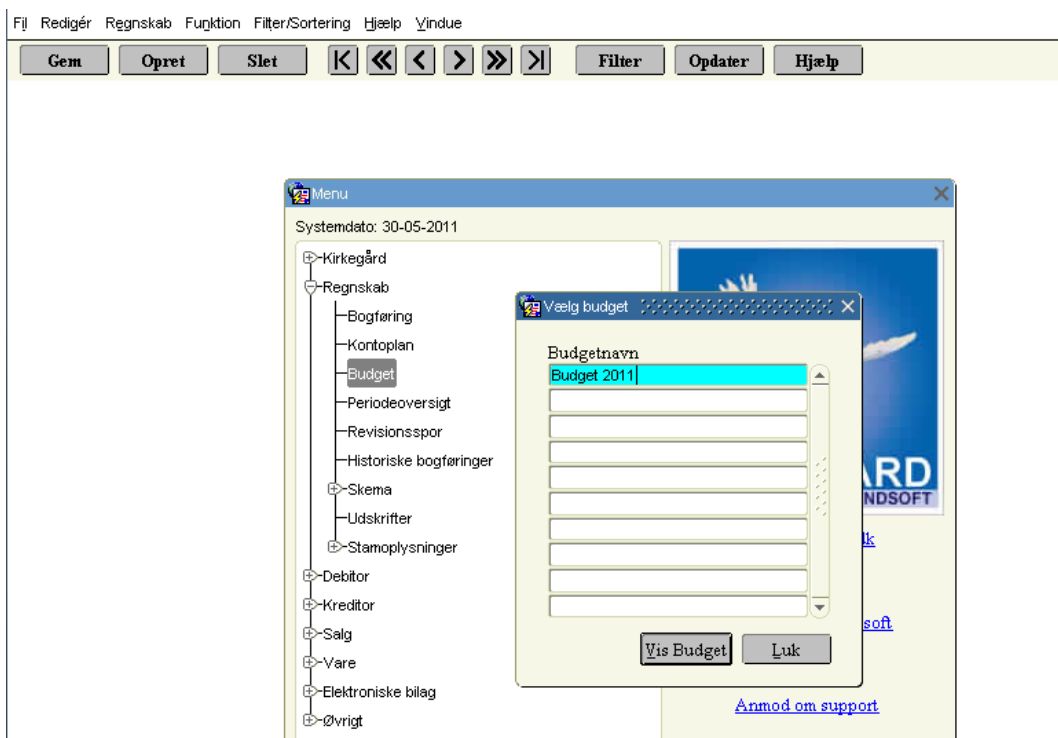 Fil Redigér Regnskab Funktion Filter/Sortering Hjælp Vindue
Gem Opret Slet Filter Opdater Hjælp
Menu
Systemdato: 30-05-2011
Kirkegård
Regnskab
Bogføring
Kontoplan
Budget
Periodeoversigt
Revisionsspor
Historiske bogføringer
Skema
Udskrifter
Stamoplysninger
Debitor
Kreditor
Salg
Vare
Elektroniske bilag
Øvrigt
Vælg budget
Budgetnavn
Budget 2011
Vis Budget Luk
ARD
NDSOFT
lk
soft
Anmod om support